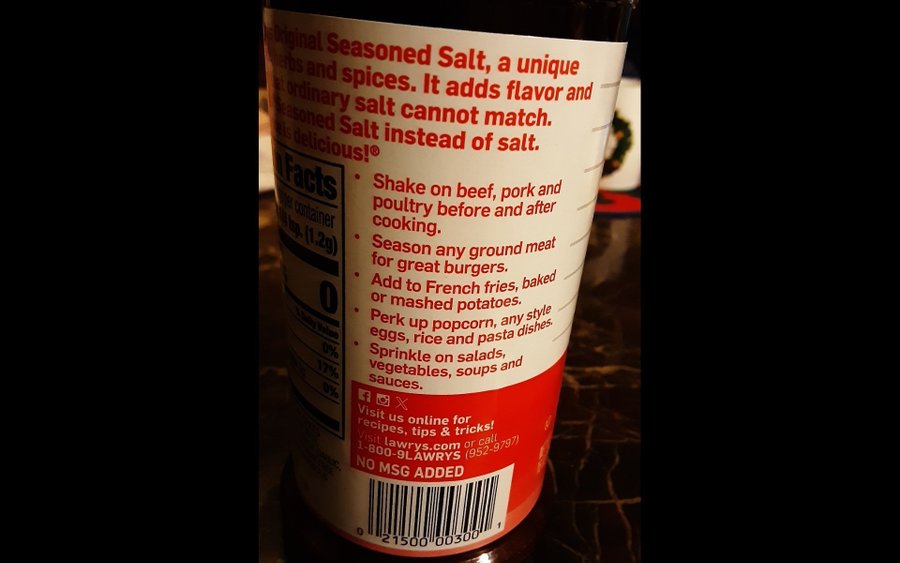 Original Seasoned Salt, a unique
herbs and spices. It adds flavor and
ordinary salt cannot match.
Seasoned Salt instead of salt.
is delicious!®
Facts
per container
tsp. (1.2g)
0
% Daily Value
0%
17%
0%
• Shake on beef, pork and
poultry before and after
cooking.
• Season any ground meat
for great burgers.
• Add to French fries, baked
or mashed potatoes.
• Perk up popcorn, any style
eggs, rice and pasta dishes.
• Sprinkle on salads,
vegetables, soups and
sauces.
Visit us online for
recipes, tips & tricks!
Visit lawrys.com or call
1-800-9LAWRYS (952-9797)
NO MSG ADDED
0 21500 00300 1